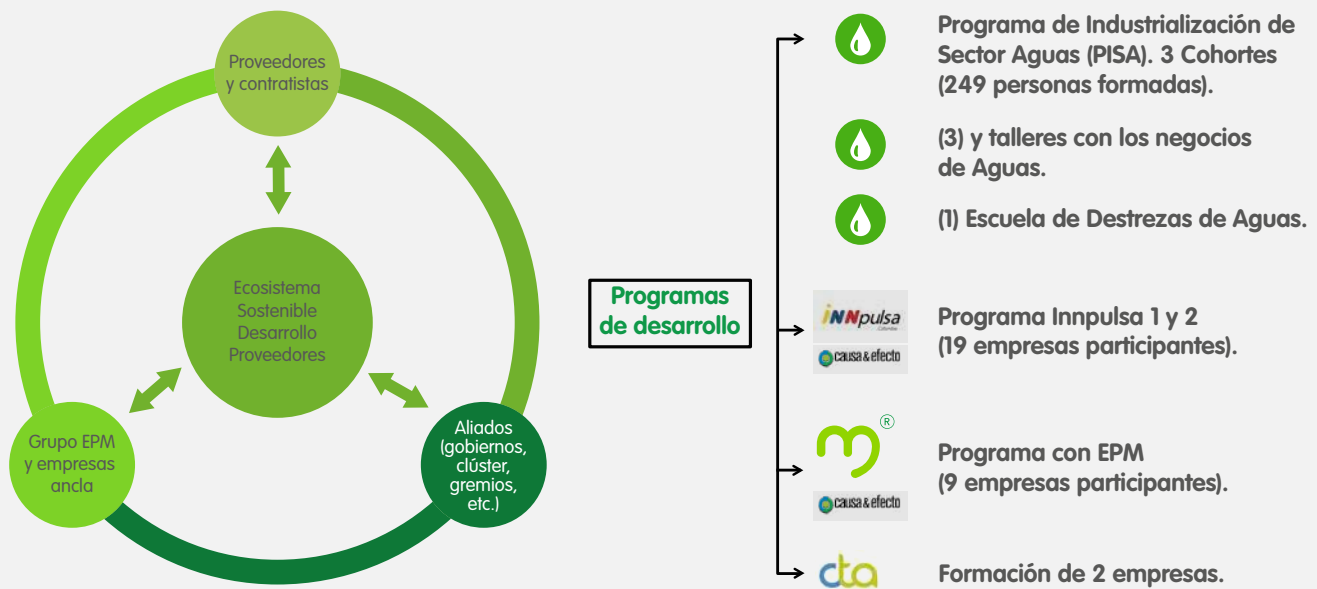 Proveedores
y contratistas
Ecosistema
Sostenible
Desarrollo
Proveedores
Grupo EPM
y empresas
ancla
Aliados
(gobiernos,
clúster,
gremios,
etc.)
Programas
de desarrollo
Programa de Industrialización de
Sector Aguas (PISA). 3 Cohortes
(249 personas formadas).
(3) y talleres con los negocios
de Aguas.
(1) Escuela de Destrezas de Aguas.
iNNpulsa
Colombia
causa&efecto
Programa Innpulsa 1 y 2
(19 empresas participantes).
®
causa&efecto
Programa con EPM
(9 empresas participantes).
cta
Formación de 2 empresas.